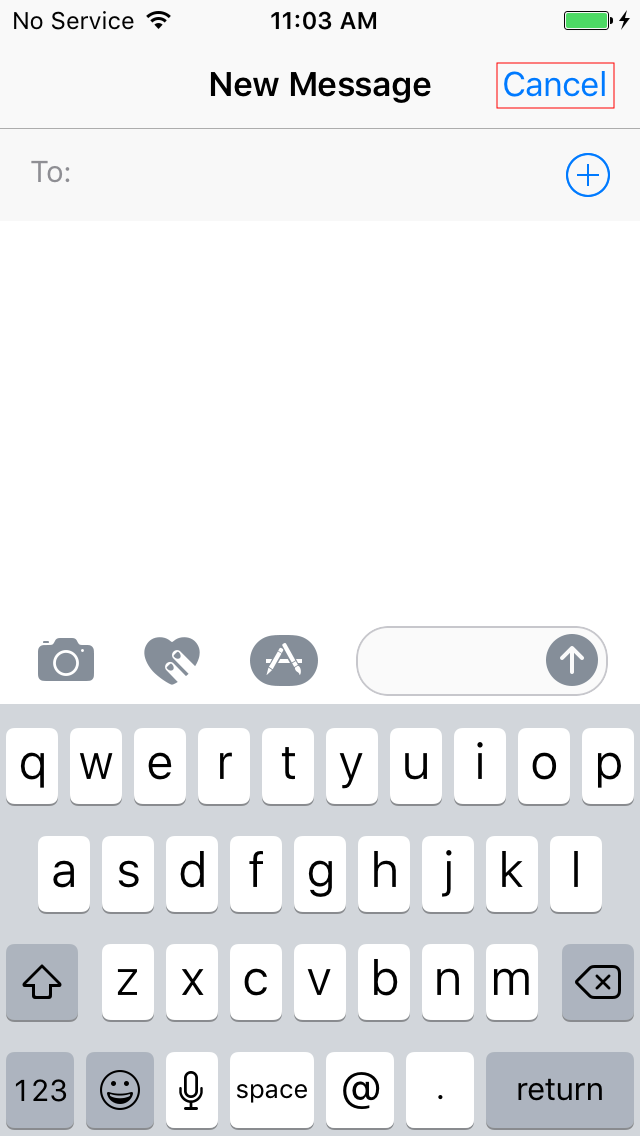 No Service 11:03 AM
New Message Cancel
To:
q w e r t y u i o p
a s d f g h j k l
z x c v b n m
123 space @ . return